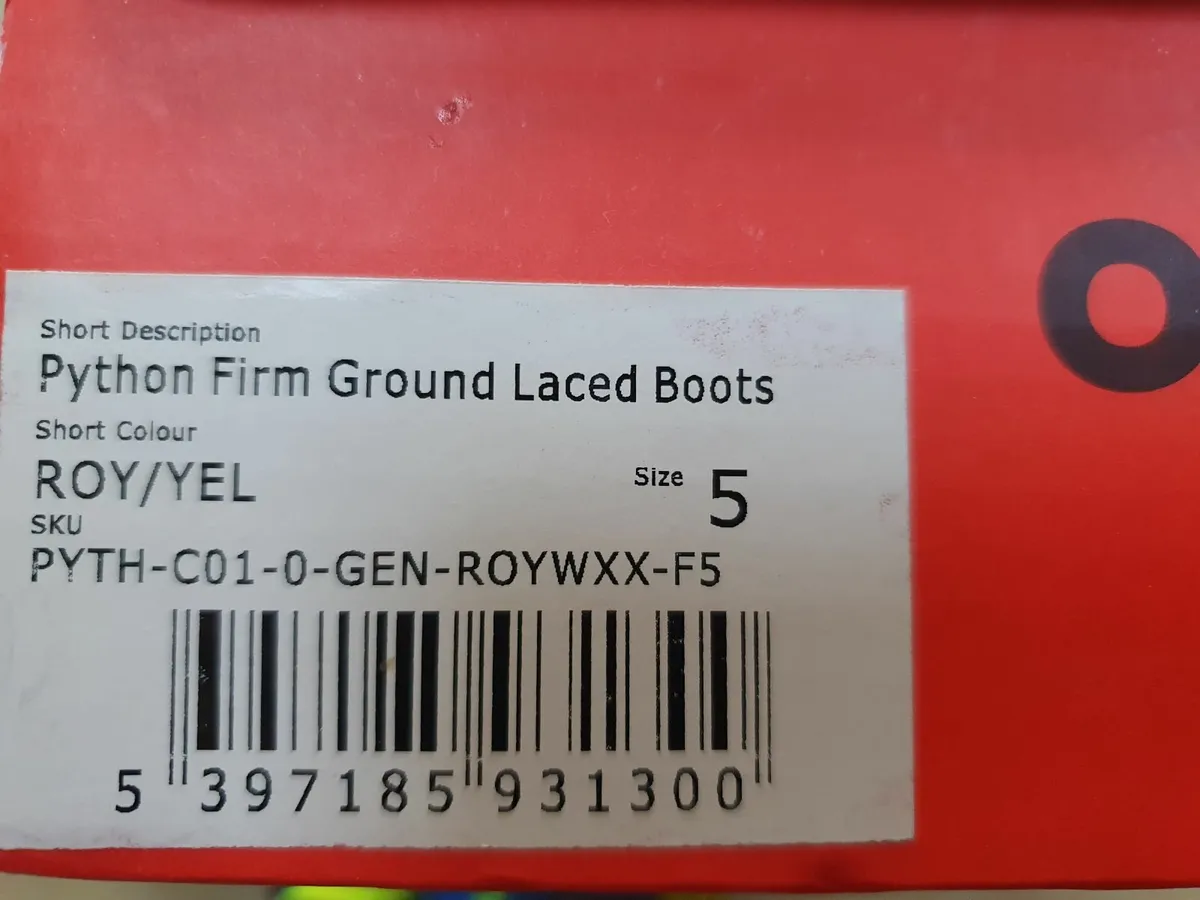 Short Description
Python Firm Ground Laced Boots
Short Colour
ROY/YEL
Size 5
SKU
PYTH-C01-0-GEN-ROYWXX-F5
5 397185 931300
O